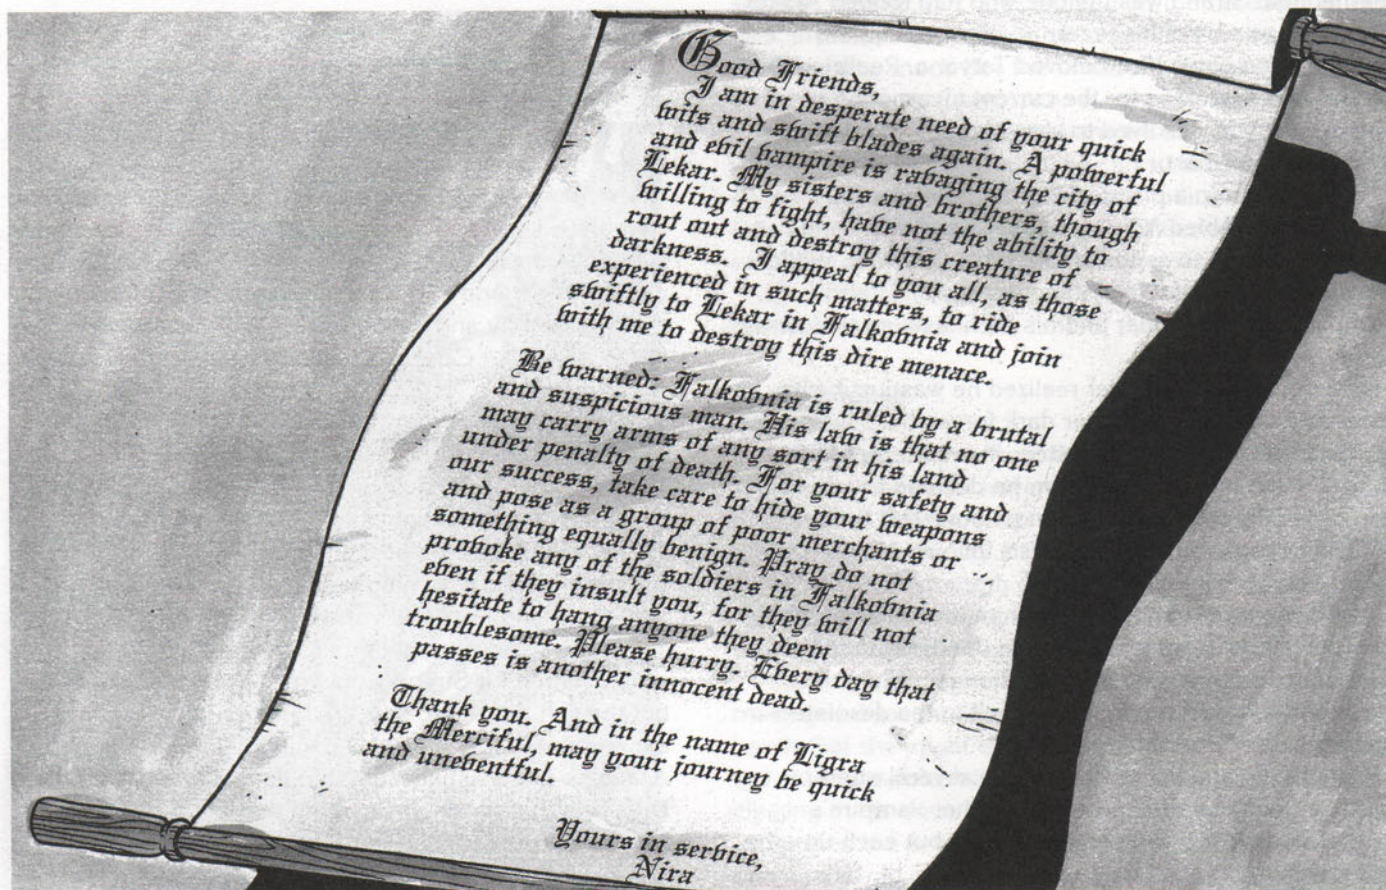 Good Friends,
I am in desperate need of your quick
wits and swift blades again. A powerful
and evil vampire is ravaging the city of
Lekar. My sisters and brothers, though
willing to fight, have not the ability to
rout out and destroy this creature of
darkness. I appeal to you all, as those
experienced in such matters, to ride
swiftly to Lekar in Falkovnia and join
with me to destroy this dire menace.
Be warned: Falkovnia is ruled by a brutal
and suspicious man. His law is that no one
may carry arms of any sort in his land
under penalty of death. For your safety and
our success, take care to hide your weapons
and pose as a group of poor merchants or
something equally benign. Pray do not
provoke any of the soldiers in Falkovnia
even if they insult you, for they will not
hesitate to hang anyone they deem
troublesome. Please hurry. Every day that
passes is another innocent dead.
Thank you. And in the name of Ligra
the Merciful, may your journey be quick
and uneventful.
Yours in service,
Nira